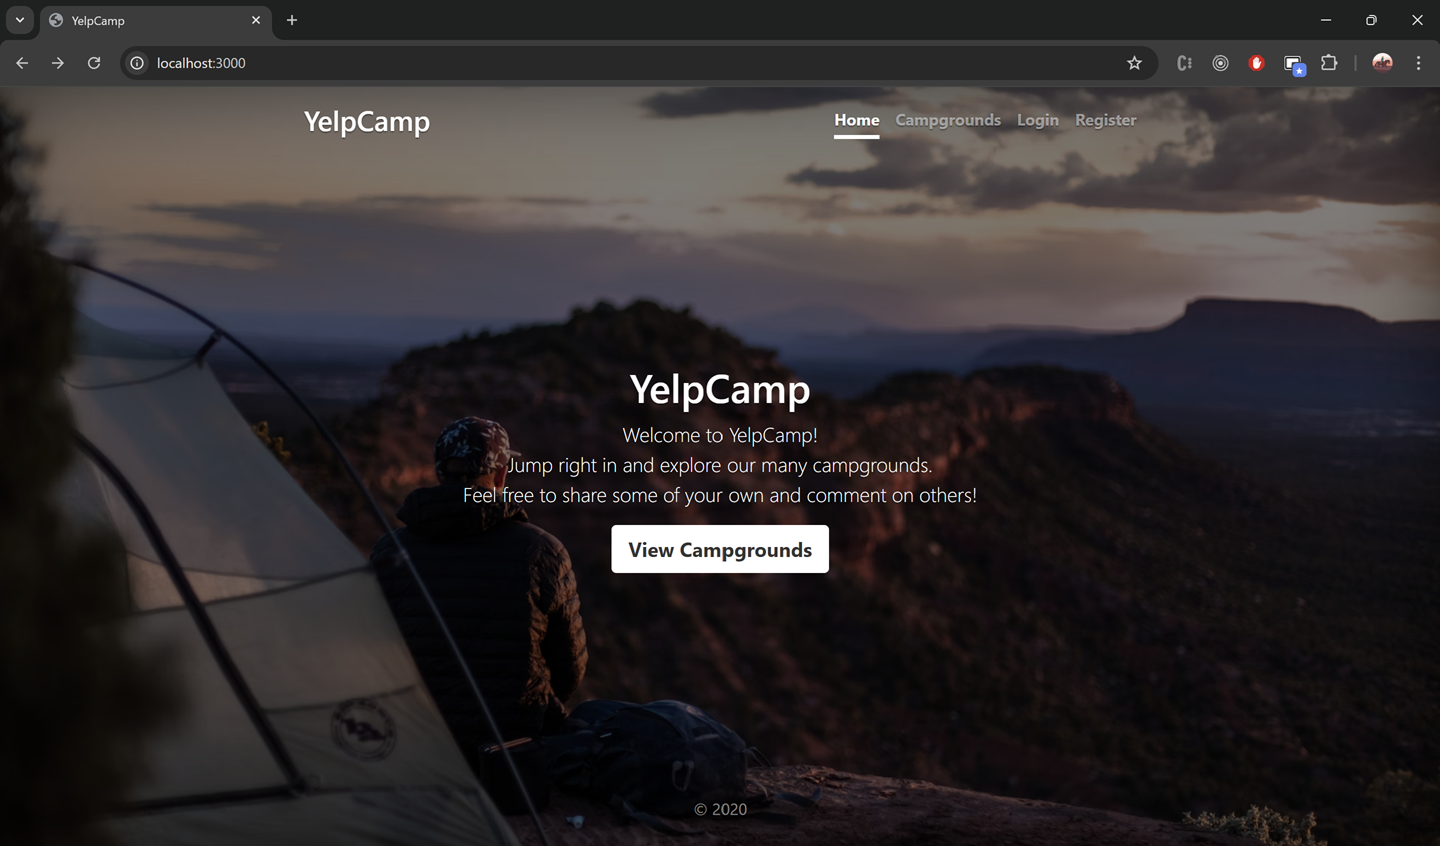 YelpCamp
localhost:3000
YelpCamp
Home Campgrounds Login Register
YelpCamp
Welcome to YelpCamp!
Jump right in and explore our many campgrounds.
Feel free to share some of your own and comment on others!
View Campgrounds
© 2020